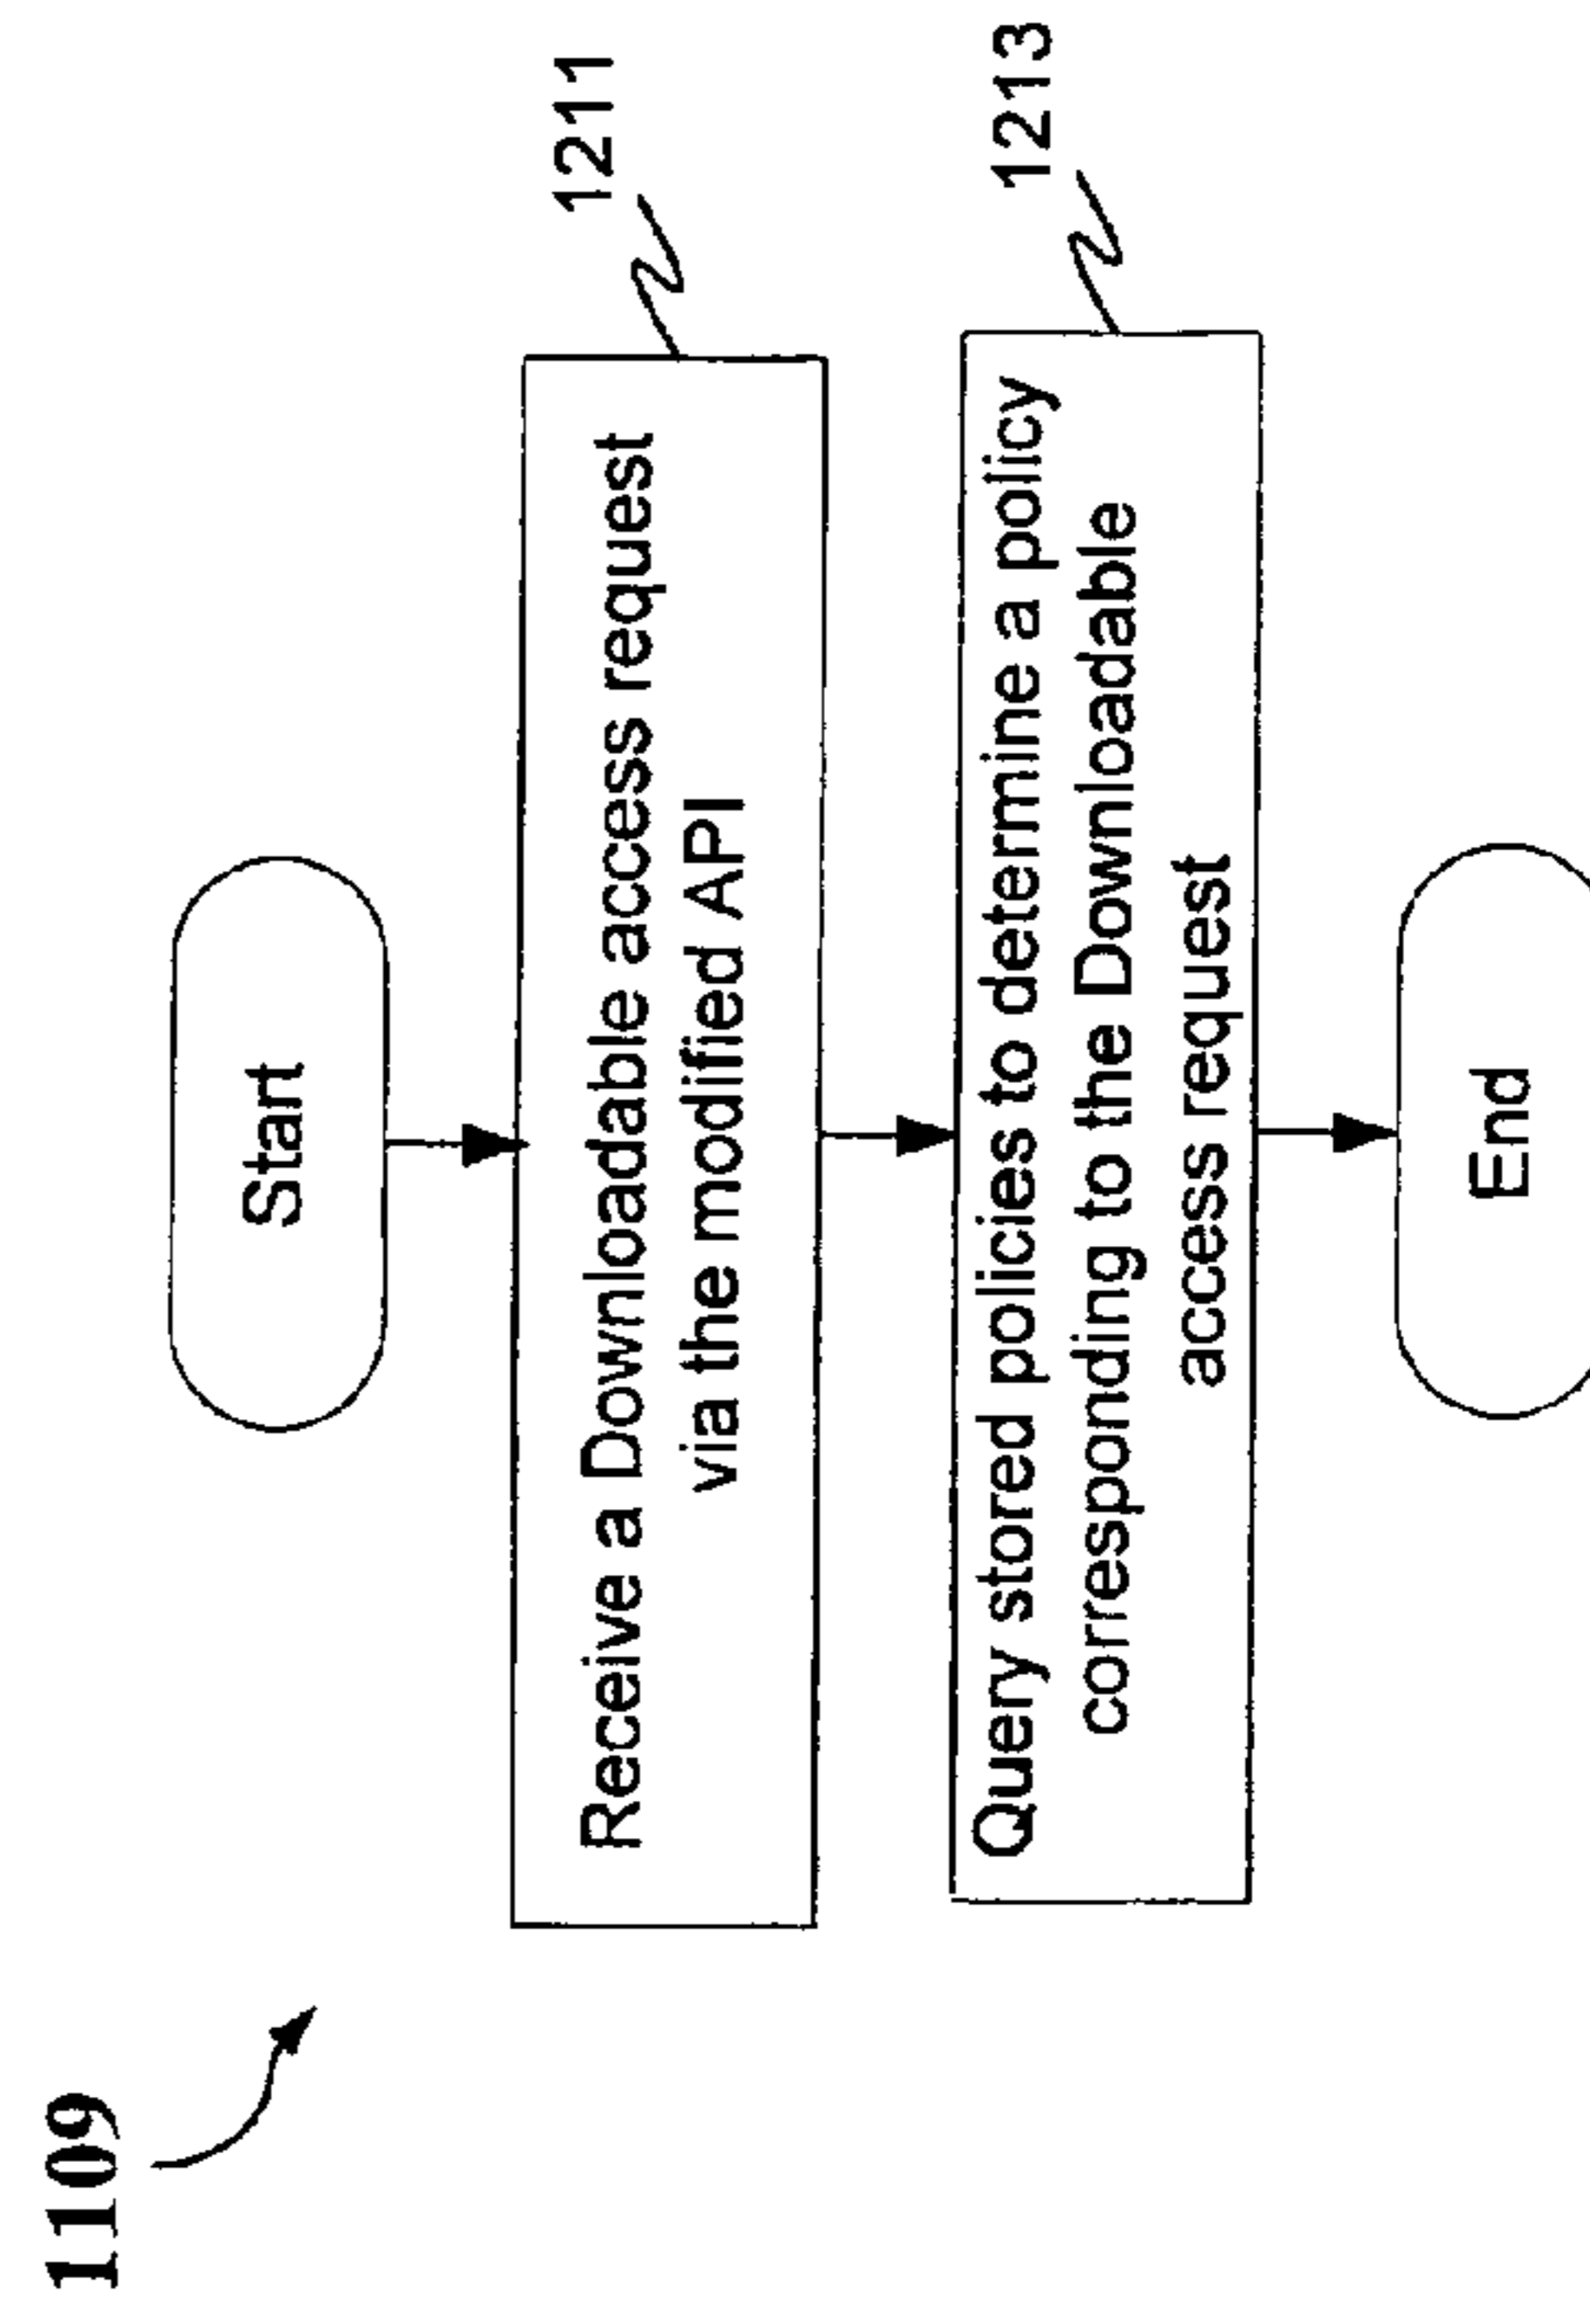 1109
Start
Receive a Downloadable access request
via the modified API
1211
Query stored policies to determine a policy
corresponding to the Downloadable
access request
1213
End